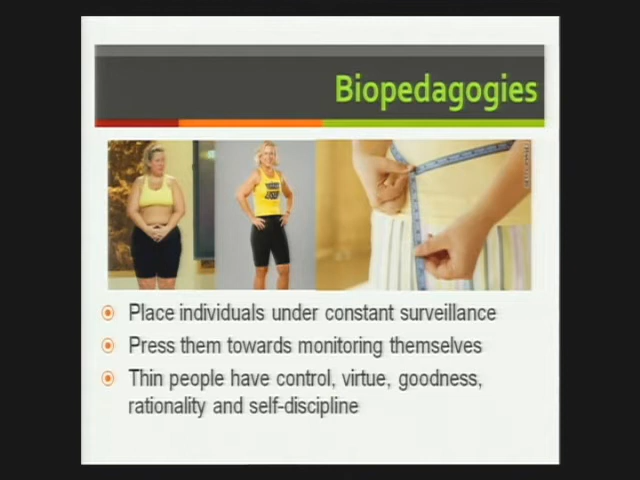 Biopedagogies
Place individuals under constant surveillance
Press them towards monitoring themselves
Thin people have control, virtue, goodness,
rationality and self-discipline